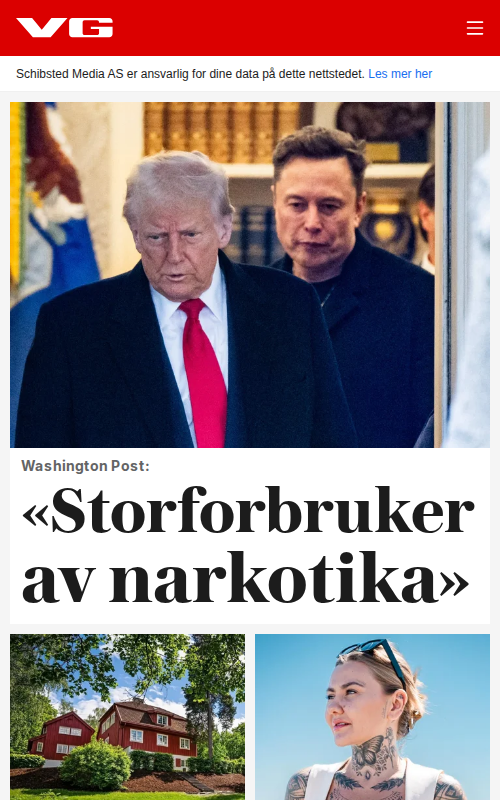 VG
Schibsted Media AS er ansvarlig for dine data på dette nettstedet. Les mer her
Washington Post:
«Storforbruker
av narkotika»